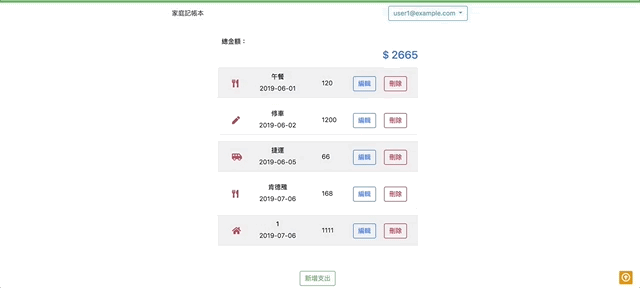 家庭記帳本
user1@example.com
總金額：
$ 2665
午餐
2019-06-01
120
編輯
刪除
修車
2019-06-02
1200
編輯
刪除
捷運
2019-06-05
66
編輯
刪除
肯德雞
2019-07-06
168
編輯
刪除
1
2019-07-06
1111
編輯
刪除
新增支出